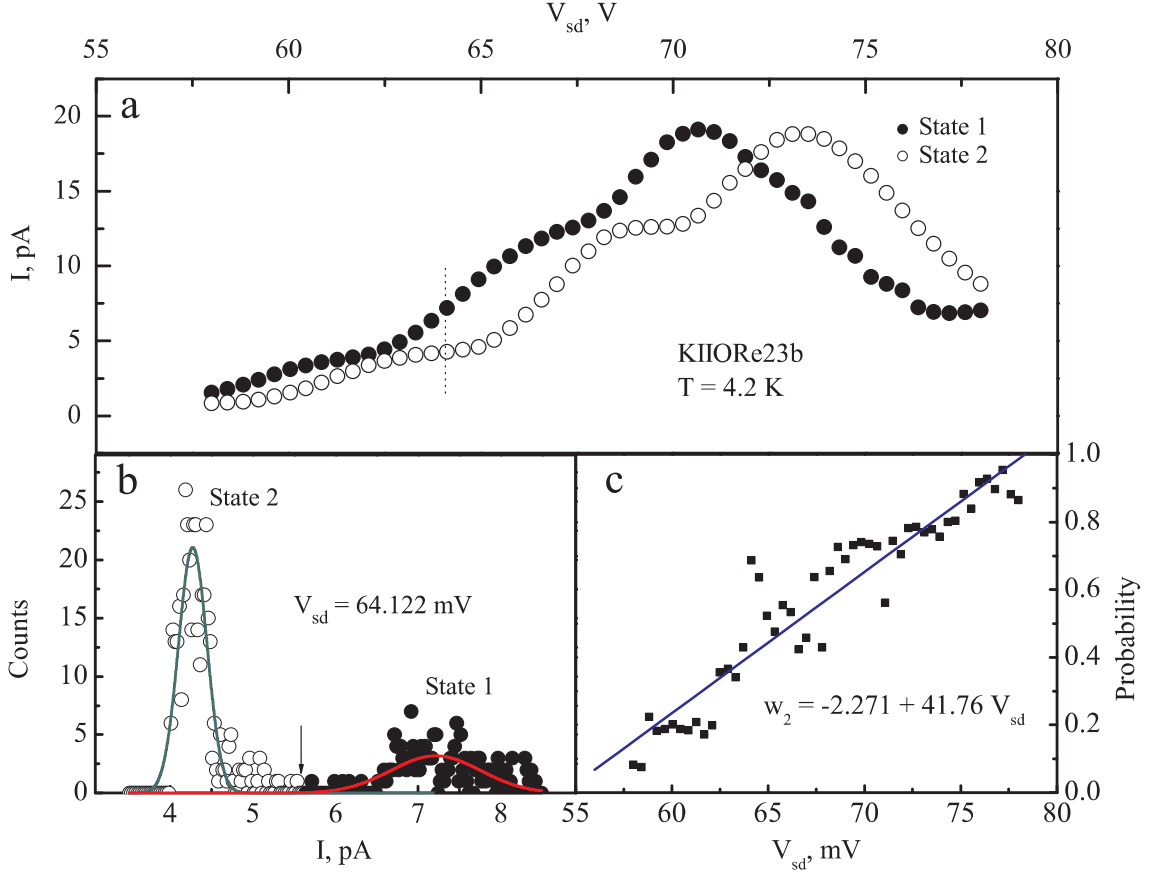 V_sd, V
55 60 65 70 75 80
a
20
15
10
5
0
I, pA
State 1
State 2
KIIORe23b
T = 4.2 K
b
25
20
15
10
5
0
Counts
State 2
V_sd = 64.122 mV
State 1
4 5 6 7 8
I, pA
c
1.0
0.8
0.6
0.4
0.2
0.0
Probability
w_2 = -2.271 + 41.76 V_sd
55 60 65 70 75 80
V_sd, mV